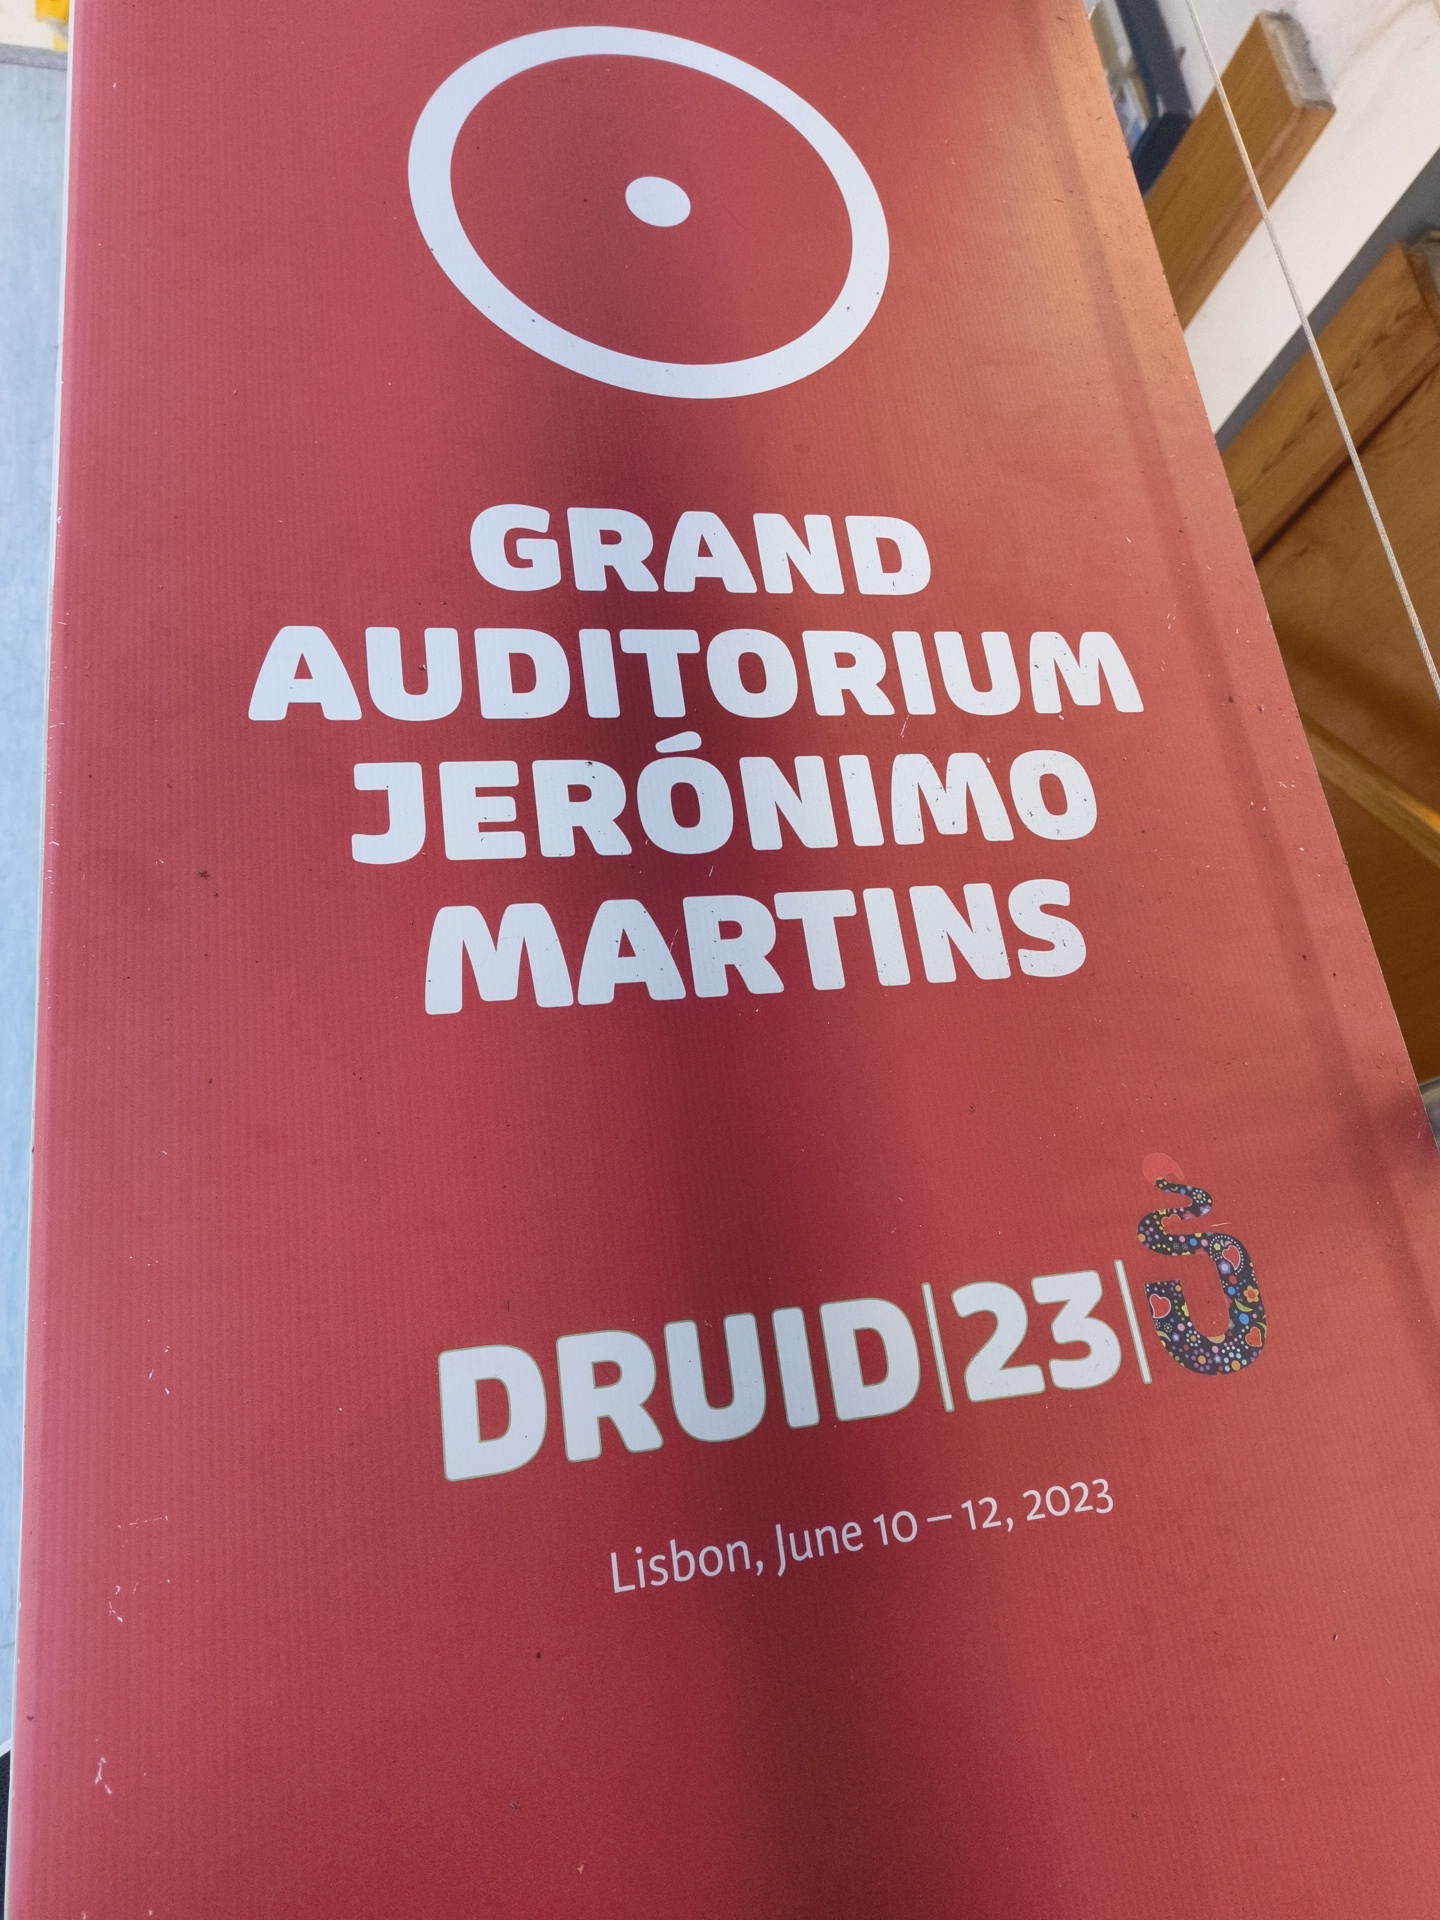 GRAND
AUDITORIUM
JERÓNIMO
MARTINS
DRUID|23|
Lisbon, June 10 – 12, 2023